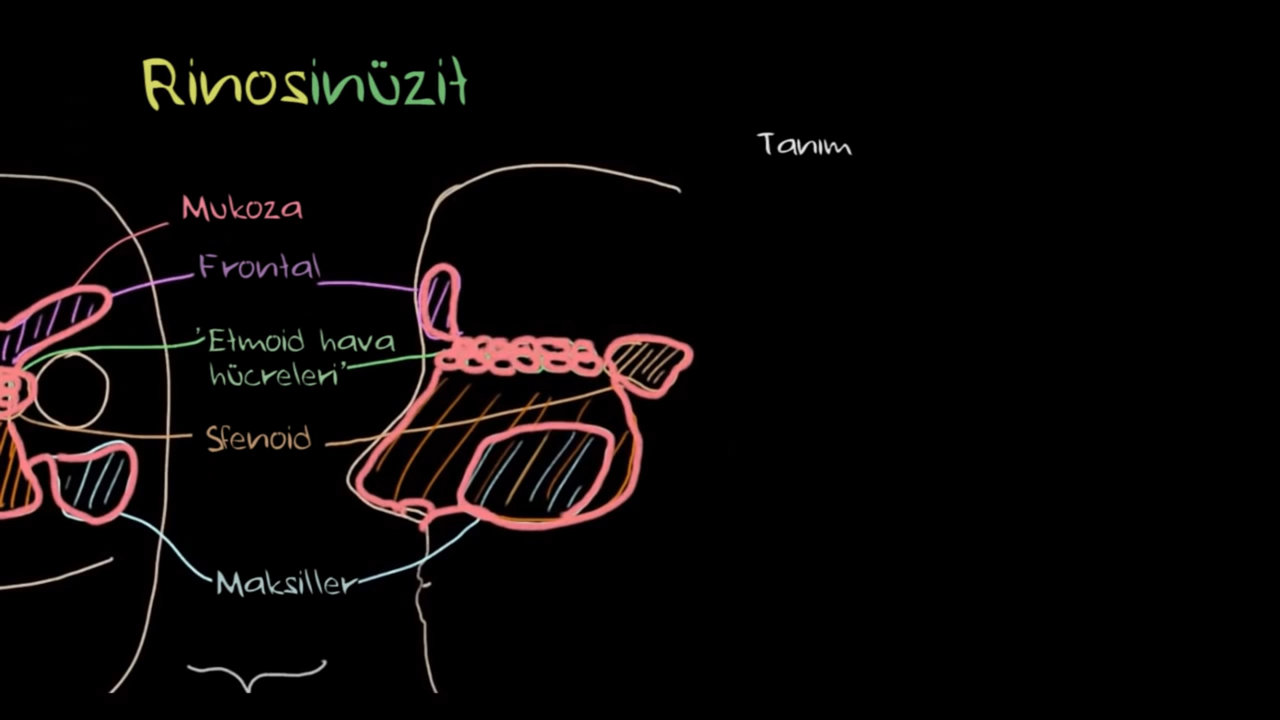 Rinosinüzit
Tanım
Mukoza
Frontal
'Etmoid hava
hücreleri'
Sfenoid
Maksiller